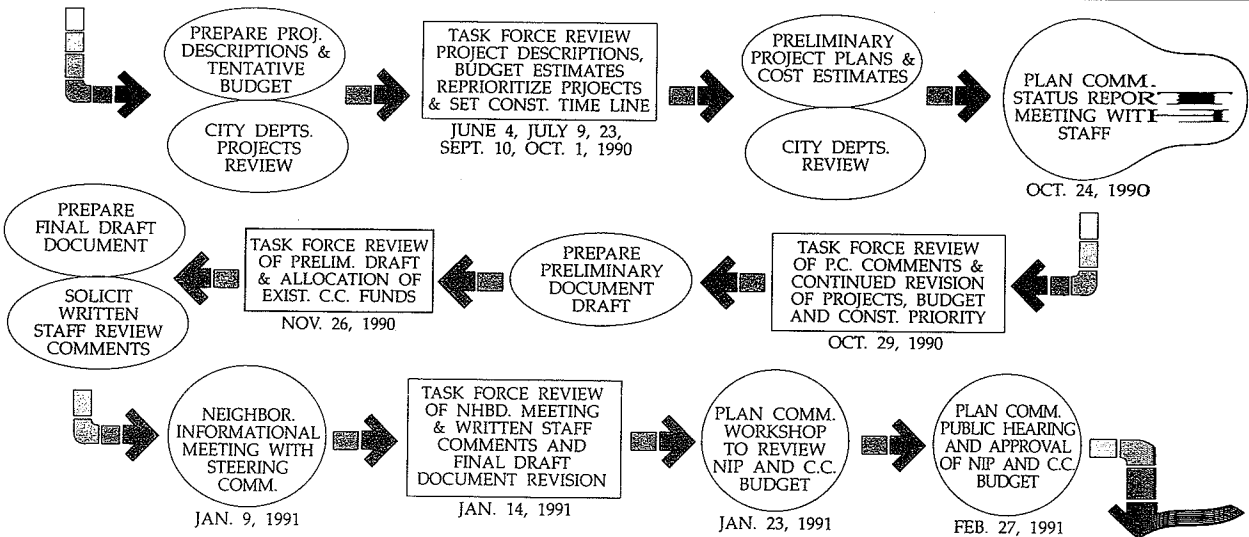 PREPARE PROJ.
DESCRIPTIONS &
TENTATIVE
BUDGET
CITY DEPTS.
PROJECTS
REVIEW
TASK FORCE REVIEW
PROJECT DESCRIPTIONS,
BUDGET ESTIMATES
REPRIORITIZE PRJOECTS
& SET CONST. TIME LINE
JUNE 4, JULY 9, 23,
SEPT. 10, OCT. 1, 1990
PRELIMINARY
PROJECT PLANS &
COST ESTIMATES
CITY DEPTS.
REVIEW
PLAN COMM.
STATUS REPOR
MEETING WIT
STAFF
OCT. 24, 1990
TASK FORCE REVIEW
OF P.C. COMMENTS &
CONTINUED REVISION
OF PROJECTS, BUDGET
AND CONST. PRIORITY
OCT. 29, 1990
PREPARE
PRELIMINARY
DOCUMENT
DRAFT
TASK FORCE REVIEW
OF PRELIM. DRAFT
& ALLOCATION OF
EXIST. C.C. FUNDS
NOV. 26, 1990
PREPARE
FINAL DRAFT
DOCUMENT
SOLICIT
WRITTEN
STAFF REVIEW
COMMENTS
NEIGHBOR.
INFORMATIONAL
MEETING WITH
STEERING
COMM.
JAN. 9, 1991
TASK FORCE REVIEW
OF NHBD. MEETING
& WRITTEN STAFF
COMMENTS AND
FINAL DRAFT
DOCUMENT REVISION
JAN. 14, 1991
PLAN COMM.
WORKSHOP
TO REVIEW
NIP AND C.C.
BUDGET
JAN. 23, 1991
PLAN COMM.
PUBLIC HEARING
AND APPROVAL
OF NIP AND C.C.
BUDGET
FEB. 27, 1991